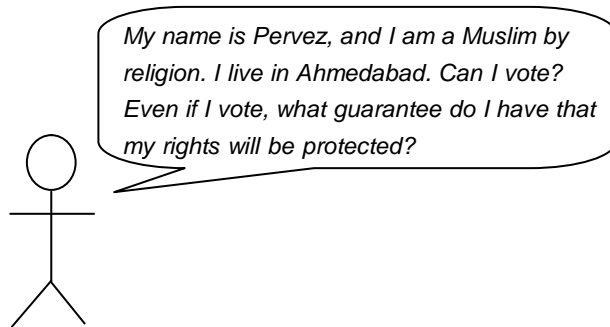 My name is Pervez, and I am a Muslim by
religion. I live in Ahmedabad. Can I vote?
Even if I vote, what guarantee do I have that
my rights will be protected?